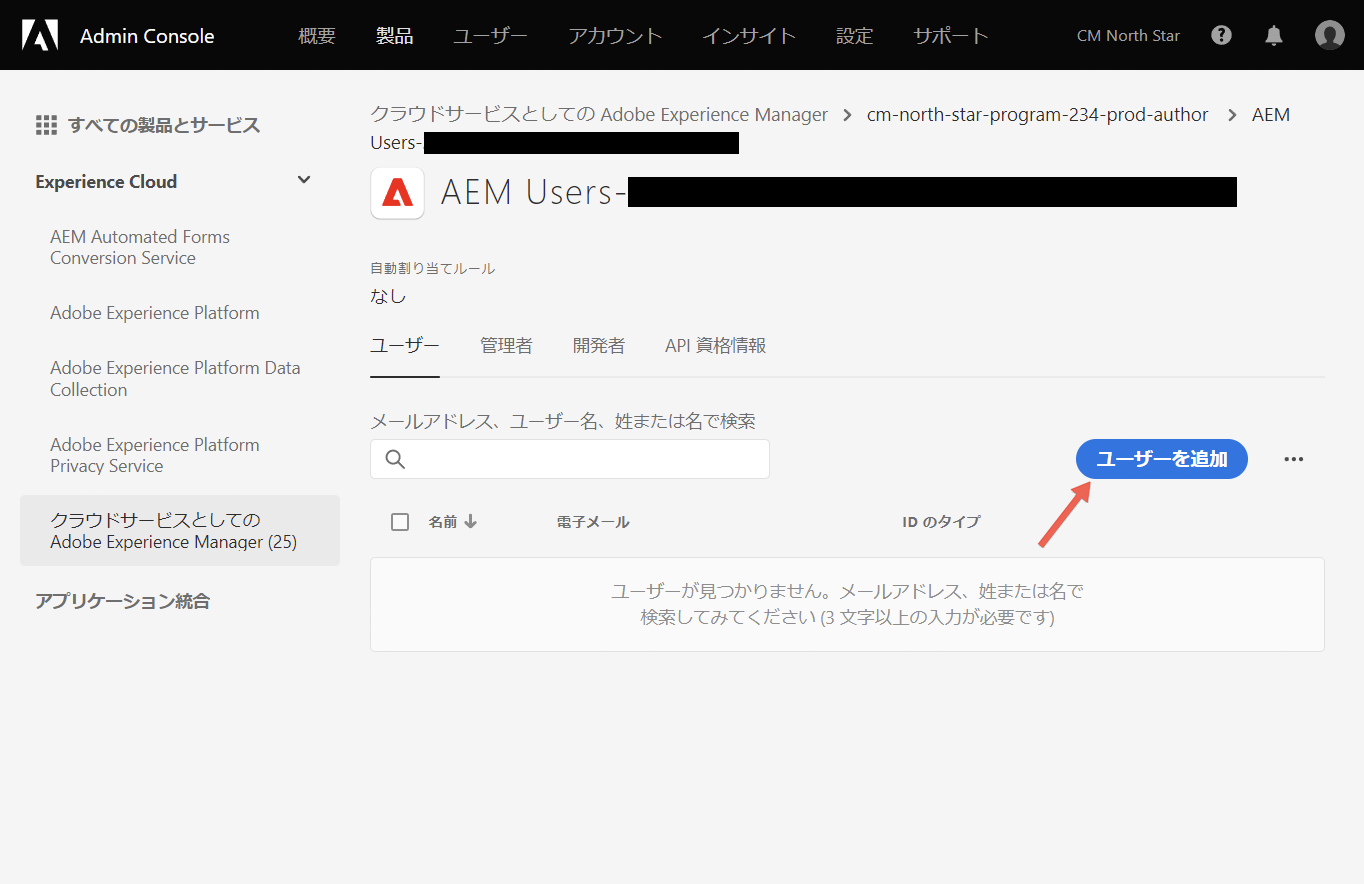 Admin Console 概要 製品 ユーザー アカウント インサイト 設定 サポート CM North Star
すべての製品とサービス
Experience Cloud
AEM Automated Forms
Conversion Service
Adobe Experience Platform
Adobe Experience Platform Data
Collection
Adobe Experience Platform
Privacy Service
クラウドサービスとしての
Adobe Experience Manager (25)
アプリケーション統合
クラウドサービスとしての Adobe Experience Manager > cm-north-star-program-234-prod-author > AEM
Users-
AEM Users-
自動割り当てルール
なし
ユーザー 管理者 開発者 API 資格情報
メールアドレス、ユーザー名、姓または名で検索
ユーザーを追加
名前 電子メール ID のタイプ
ユーザーが見つかりません。メールアドレス、姓または名で
検索してみてください (3 文字以上の入力が必要です)